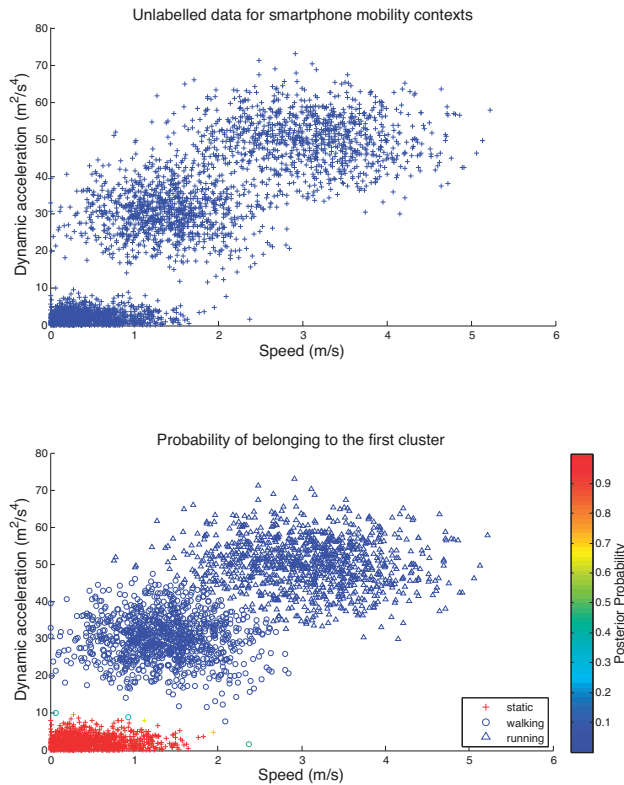 Unlabelled data for smartphone mobility contexts
80
70
60
50
40
30
20
10
0
Dynamic acceleration (m²/s⁴)
0 1 2 3 4 5 6
Speed (m/s)
Probability of belonging to the first cluster
80
70
60
50
40
30
20
10
0
Dynamic acceleration (m²/s⁴)
0 1 2 3 4 5 6
Speed (m/s)
static
walking
running
0.9
0.8
0.7
0.6
0.5
0.4
0.3
0.2
0.1
Posterior Probability